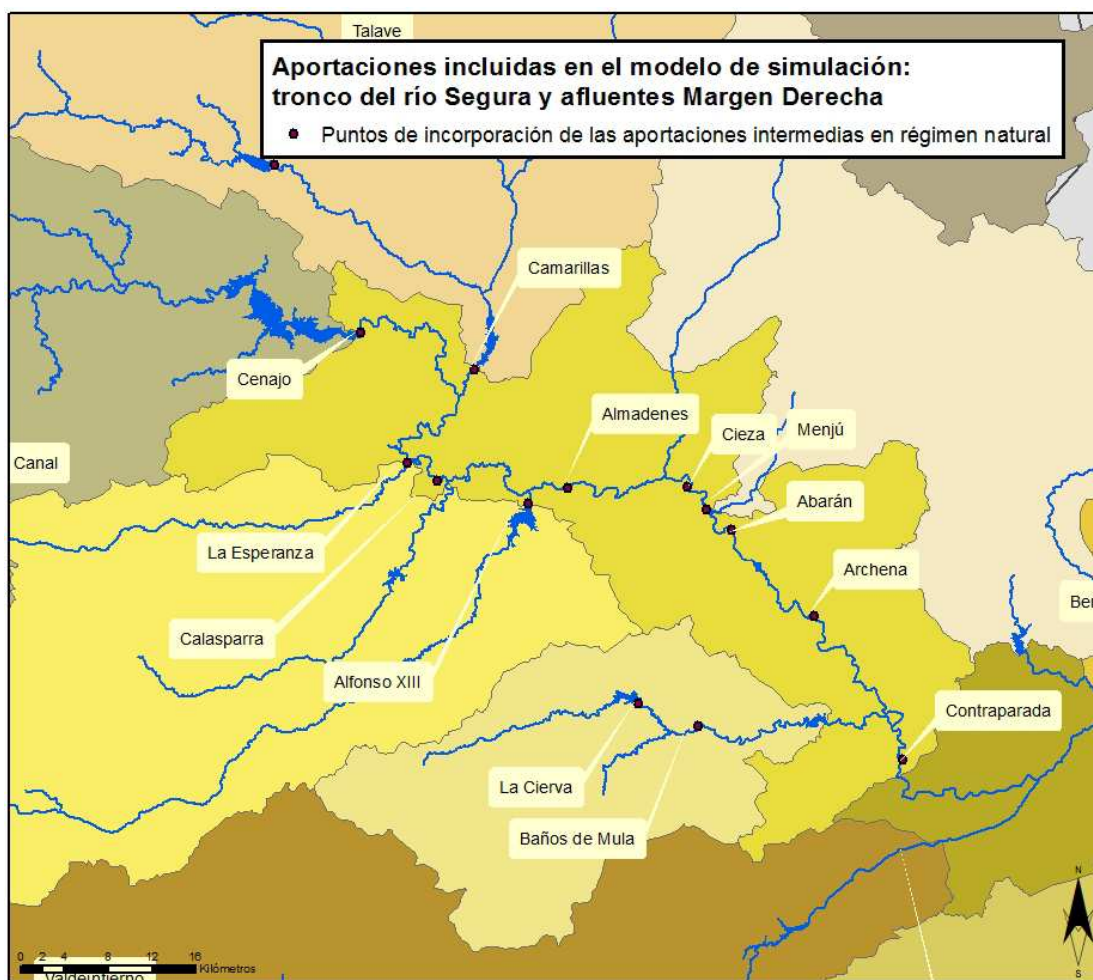 Talave
Aportaciones incluidas en el modelo de simulación:
tronco del río Segura y afluentes Margen Derecha
Puntos de incorporación de las aportaciones intermedias en régimen natural
Camarillas
Cenajo
Almadenes
Cieza
Menjú
Canal
Abarán
La Esperanza
Archena
Calasparra
Alfonso XIII
Contraparada
La Cierva
Baños de Mula
Ber
N
S
0 2 4 8 12 16
Kilómetros
Valdeinfierno